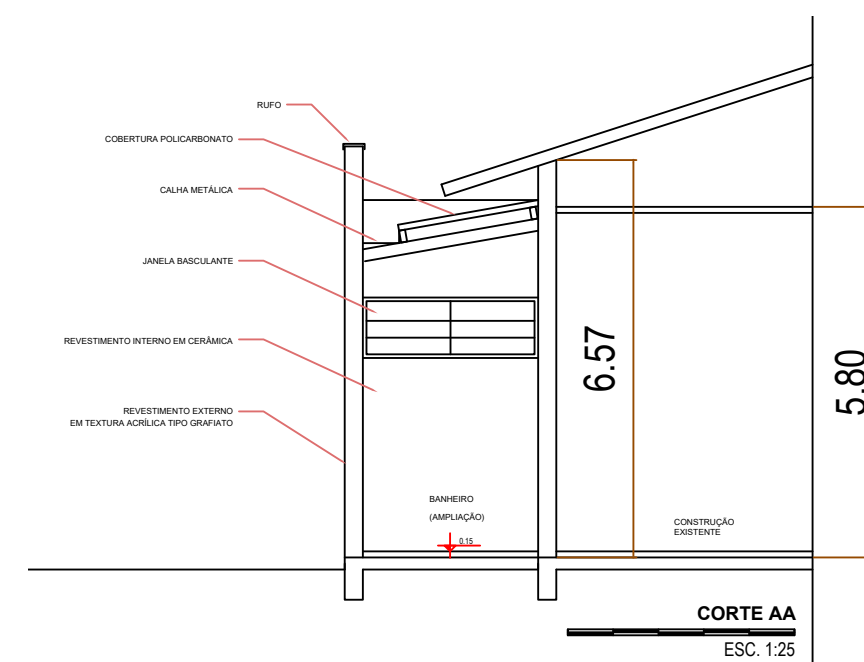 RUFO
COBERTURA POLICARBONATO
CALHA METÁLICA
JANELA BASCULANTE
REVESTIMENTO INTERNO EM CERÂMICA
REVESTIMENTO EXTERNO
EM TEXTURA ACRÍLICA TIPO GRAFIATO
6.57
5.80
BANHEIRO
(AMPLIAÇÃO)
0.15
CONSTRUÇÃO
EXISTENTE
CORTE AA
ESC. 1:25